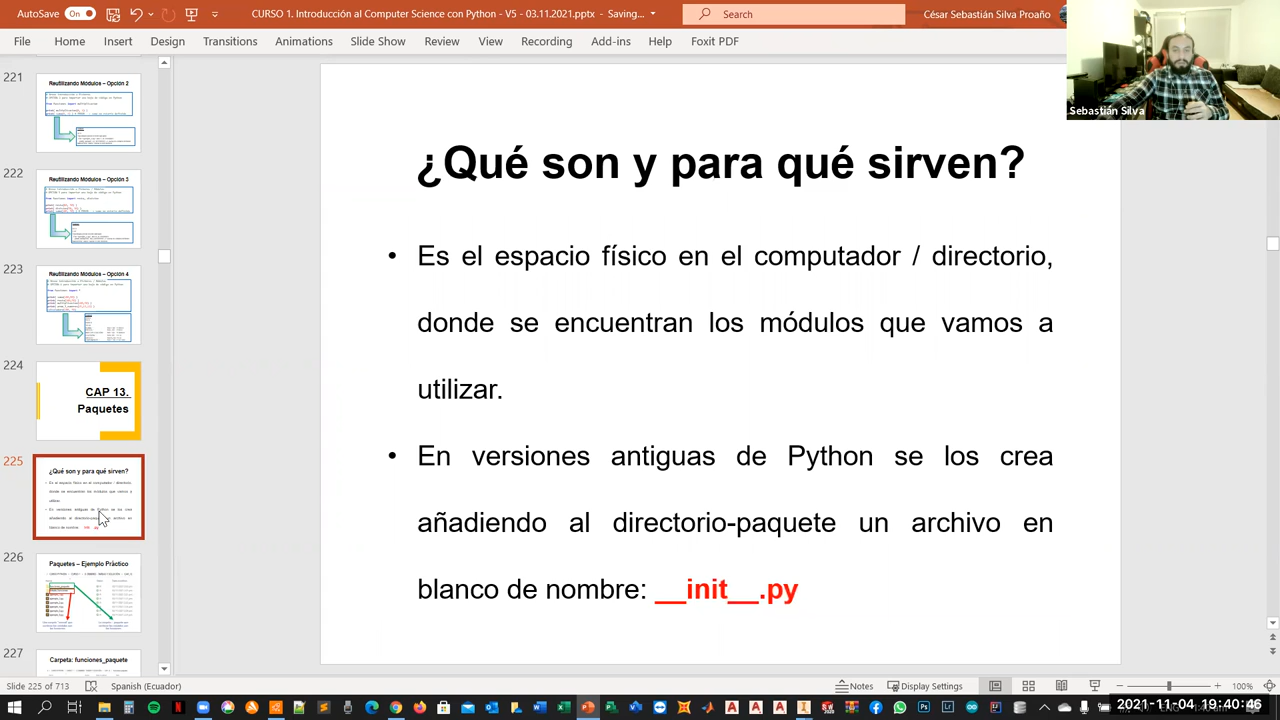 AutoSave
On
CURSO 1. Introducción al Computer Science - Python - V5 - 03.11.2021.pptx - Saving...
Search
César Sebastián Silva Proaño
File Home Insert Design Transitions Animations Slide Show Review View Recording Add-ins Help Foxit PDF
Sebastián Silva
221
Reutilizando Módulos – Opción 2
222
Reutilizando Módulos – Opción 3
223
Reutilizando Módulos – Opción 4
224
CAP 13.
Paquetes
225
¿Qué son y para qué sirven?
226
Paquetes – Ejemplo Práctico
227
Carpeta: funciones_paquete
¿Qué son y para qué sirven?
• Es el espacio físico en el computador / directorio,
donde se encuentran los módulos que vamos a
utilizar.
• En versiones antiguas de Python se los crea
añadiendo al directorio-paquete un archivo en
blanco de nombre: __init__.py
Slide 225 of 713
Spanish (Ecuador)
Notes
Display Settings
100%
2021-11-04 19:40:46